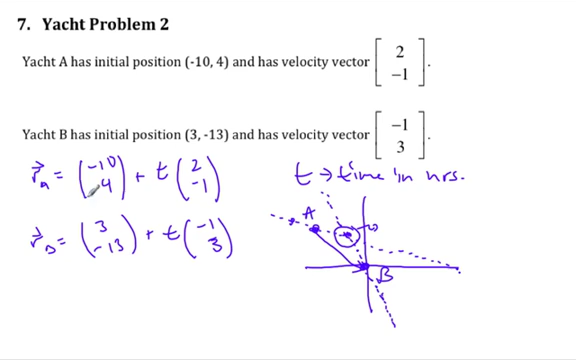 7. Yacht Problem 2
Yacht A has initial position (-10, 4) and has velocity vector [2 -1].
Yacht B has initial position (3, -13) and has velocity vector [-1 3].
r⃗a = (-10 4) + t (2 -1)
t → time in hrs.
r⃗B = (3 -13) + t (-1 3)
A
B